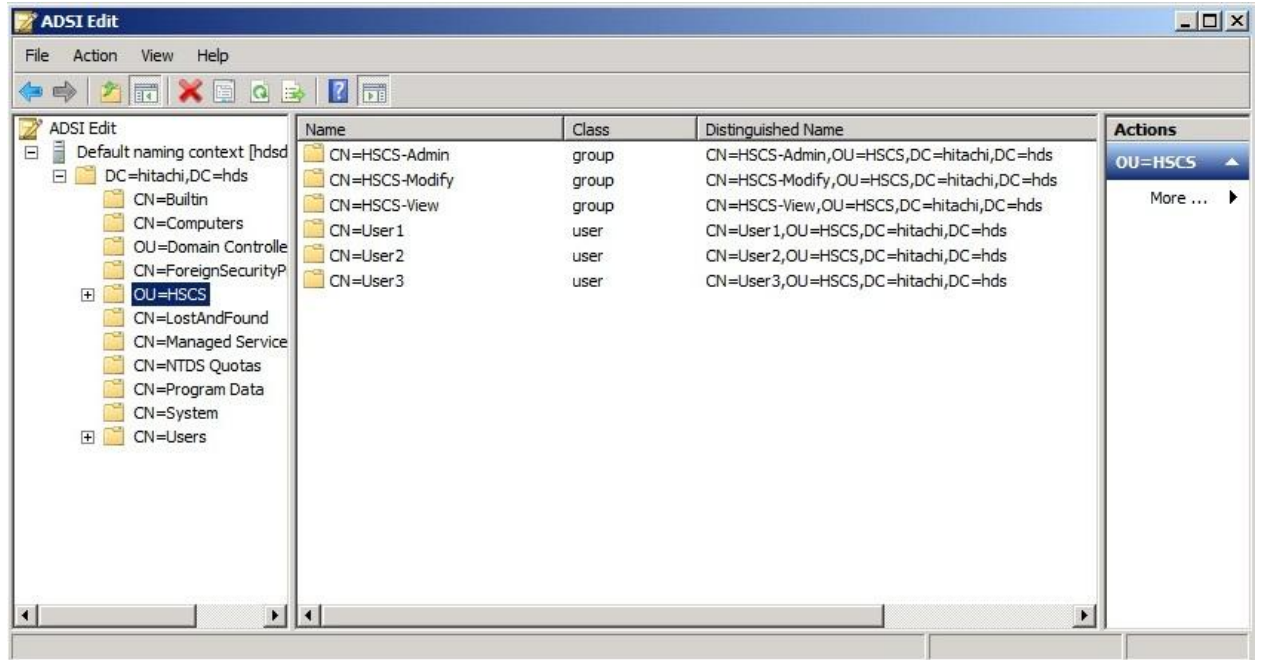 ADSI Edit
File Action View Help
ADSI Edit
Default naming context [hdsd
DC=hitachi,DC=hds
CN=Builtin
CN=Computers
OU=Domain Controlle
CN=ForeignSecurityP
OU=HSCS
CN=LostAndFound
CN=Managed Service
CN=NTDS Quotas
CN=Program Data
CN=System
CN=Users
Name Class Distinguished Name
CN=HSCS-Admin group CN=HSCS-Admin,OU=HSCS,DC=hitachi,DC=hds
CN=HSCS-Modify group CN=HSCS-Modify,OU=HSCS,DC=hitachi,DC=hds
CN=HSCS-View group CN=HSCS-View,OU=HSCS,DC=hitachi,DC=hds
CN=User1 user CN=User1,OU=HSCS,DC=hitachi,DC=hds
CN=User2 user CN=User2,OU=HSCS,DC=hitachi,DC=hds
CN=User3 user CN=User3,OU=HSCS,DC=hitachi,DC=hds
Actions
OU=HSCS
More ...